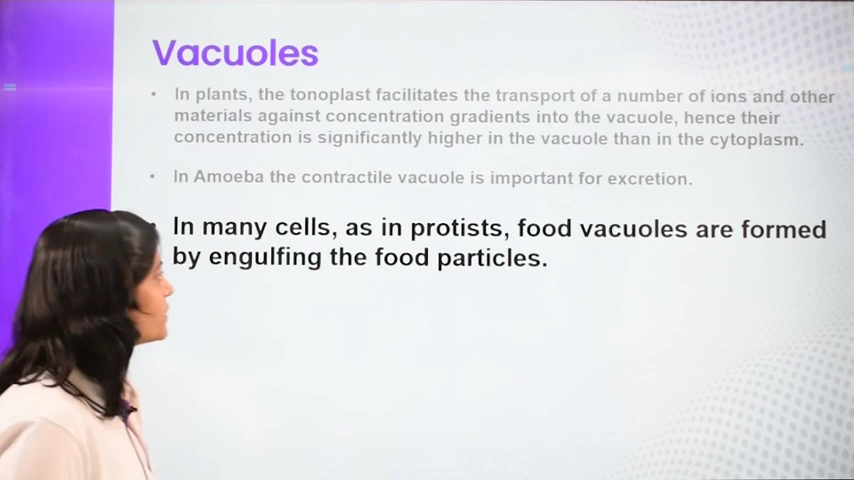 Vacuoles
• In plants, the tonoplast facilitates the transport of a number of ions and other
materials against concentration gradients into the vacuole, hence their
concentration is significantly higher in the vacuole than in the cytoplasm.
• In Amoeba the contractile vacuole is important for excretion.
In many cells, as in protists, food vacuoles are formed
by engulfing the food particles.